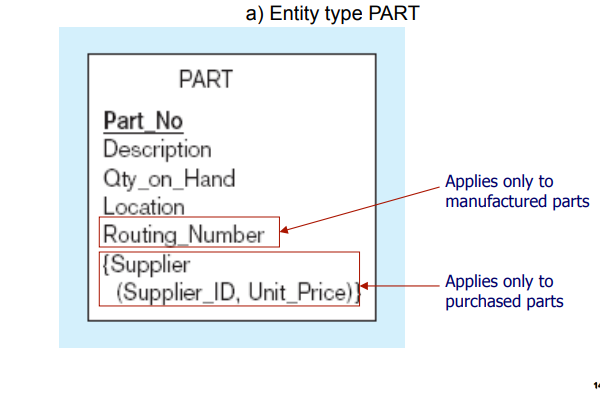 a) Entity type PART
PART
Part_No
Description
Qty_on_Hand
Location
Routing_Number
{Supplier
(Supplier_ID, Unit_Price)}
Applies only to
manufactured parts
Applies only to
purchased parts